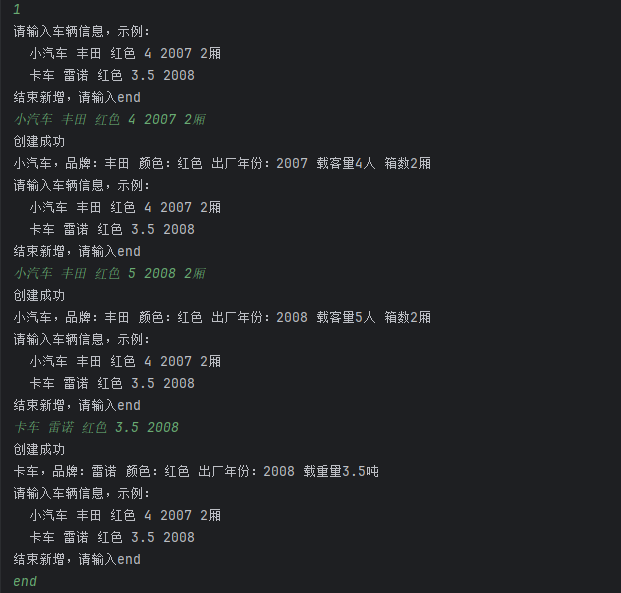 1
请输入车辆信息，示例：
小汽车 丰田 红色 4 2007 2厢
卡车 雷诺 红色 3.5 2008
结束新增，请输入end
小汽车 丰田 红色 4 2007 2厢
创建成功
小汽车，品牌：丰田 颜色：红色 出厂年份：2007 载客量4人 箱数2厢
请输入车辆信息，示例：
小汽车 丰田 红色 4 2007 2厢
卡车 雷诺 红色 3.5 2008
结束新增，请输入end
小汽车 丰田 红色 5 2008 2厢
创建成功
小汽车，品牌：丰田 颜色：红色 出厂年份：2008 载客量5人 箱数2厢
请输入车辆信息，示例：
小汽车 丰田 红色 4 2007 2厢
卡车 雷诺 红色 3.5 2008
结束新增，请输入end
卡车 雷诺 红色 3.5 2008
创建成功
卡车，品牌：雷诺 颜色：红色 出厂年份：2008 载重量3.5吨
请输入车辆信息，示例：
小汽车 丰田 红色 4 2007 2厢
卡车 雷诺 红色 3.5 2008
结束新增，请输入end
end